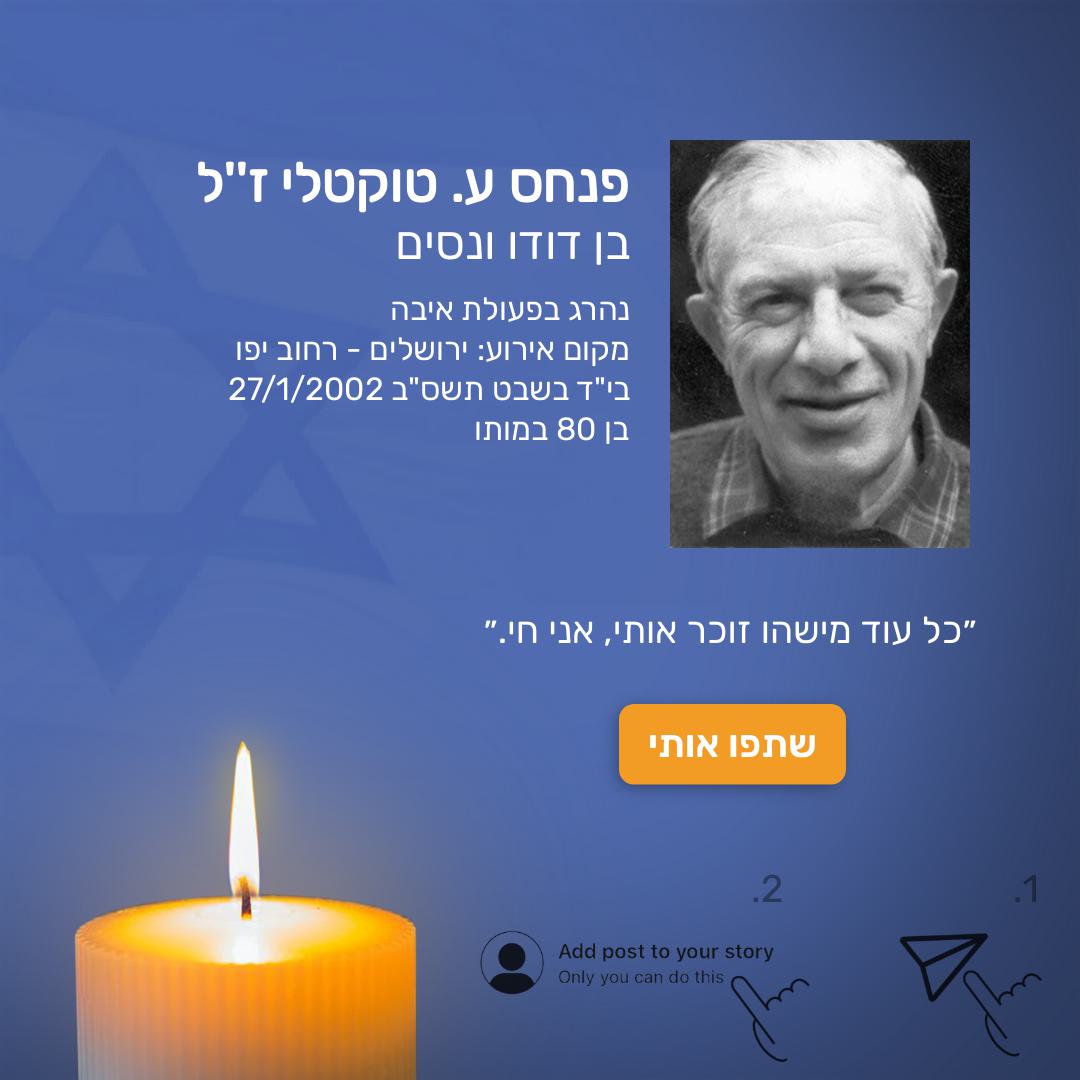 פנחס ע. טוקטלי ז"ל
בן דודו ונסים
נהרג בפעולת איבה
מקום אירוע: ירושלים - רחוב יפו
בי"ד בשבט תשס"ב 27/1/2002
בן 80 במותו
״כל עוד מישהו זוכר אותי, אני חי.״
שתפו אותי
1.
2.
Add post to your story
Only you can do this